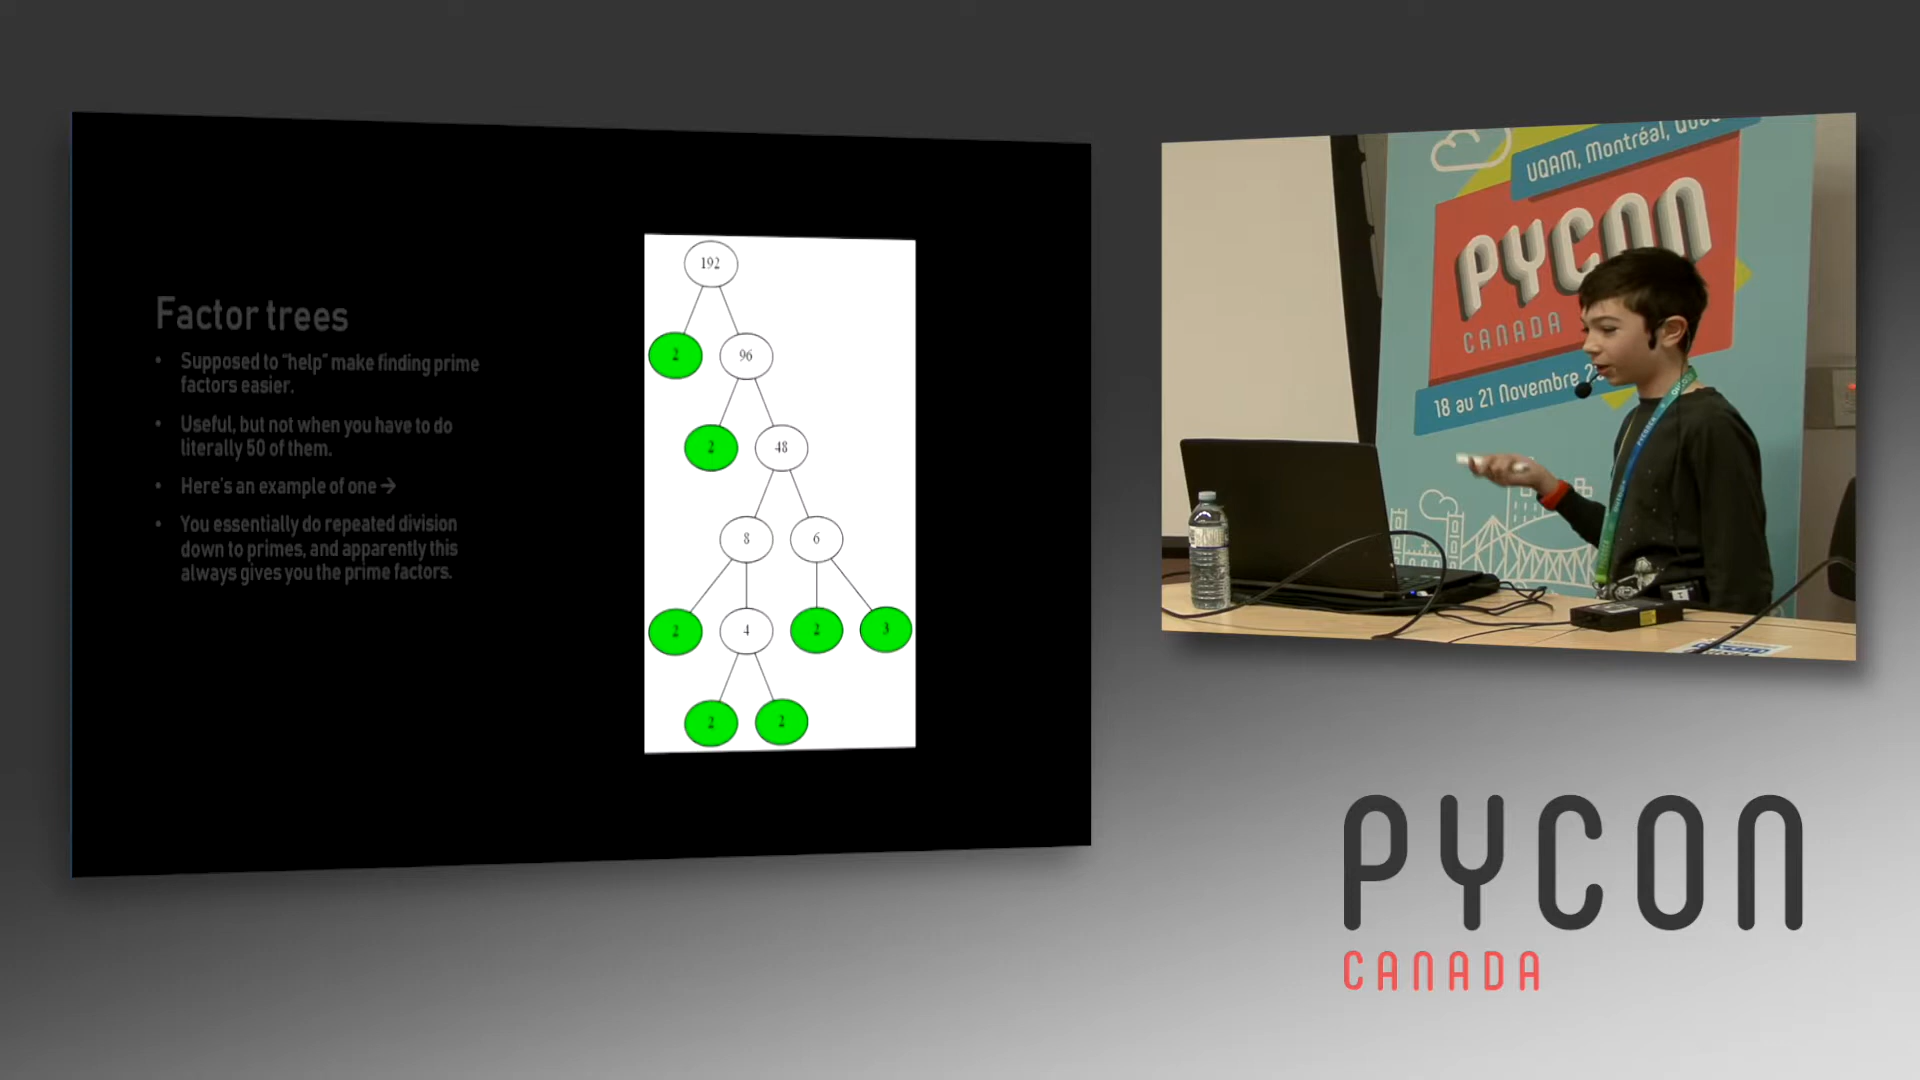 Factor trees
• Supposed to “help” make finding prime
factors easier.
• Useful, but not when you have to do
literally 50 of them.
• Here's an example of one →
• You essentially do repeated division
down to primes, and apparently this
always gives you the prime factors.
192
2 96
2 48
8 6
2 4 2 3
2 2
UQAM, Montréal,
PYCON
CANADA
18 au 21 Novembre
PYCON
CANADA